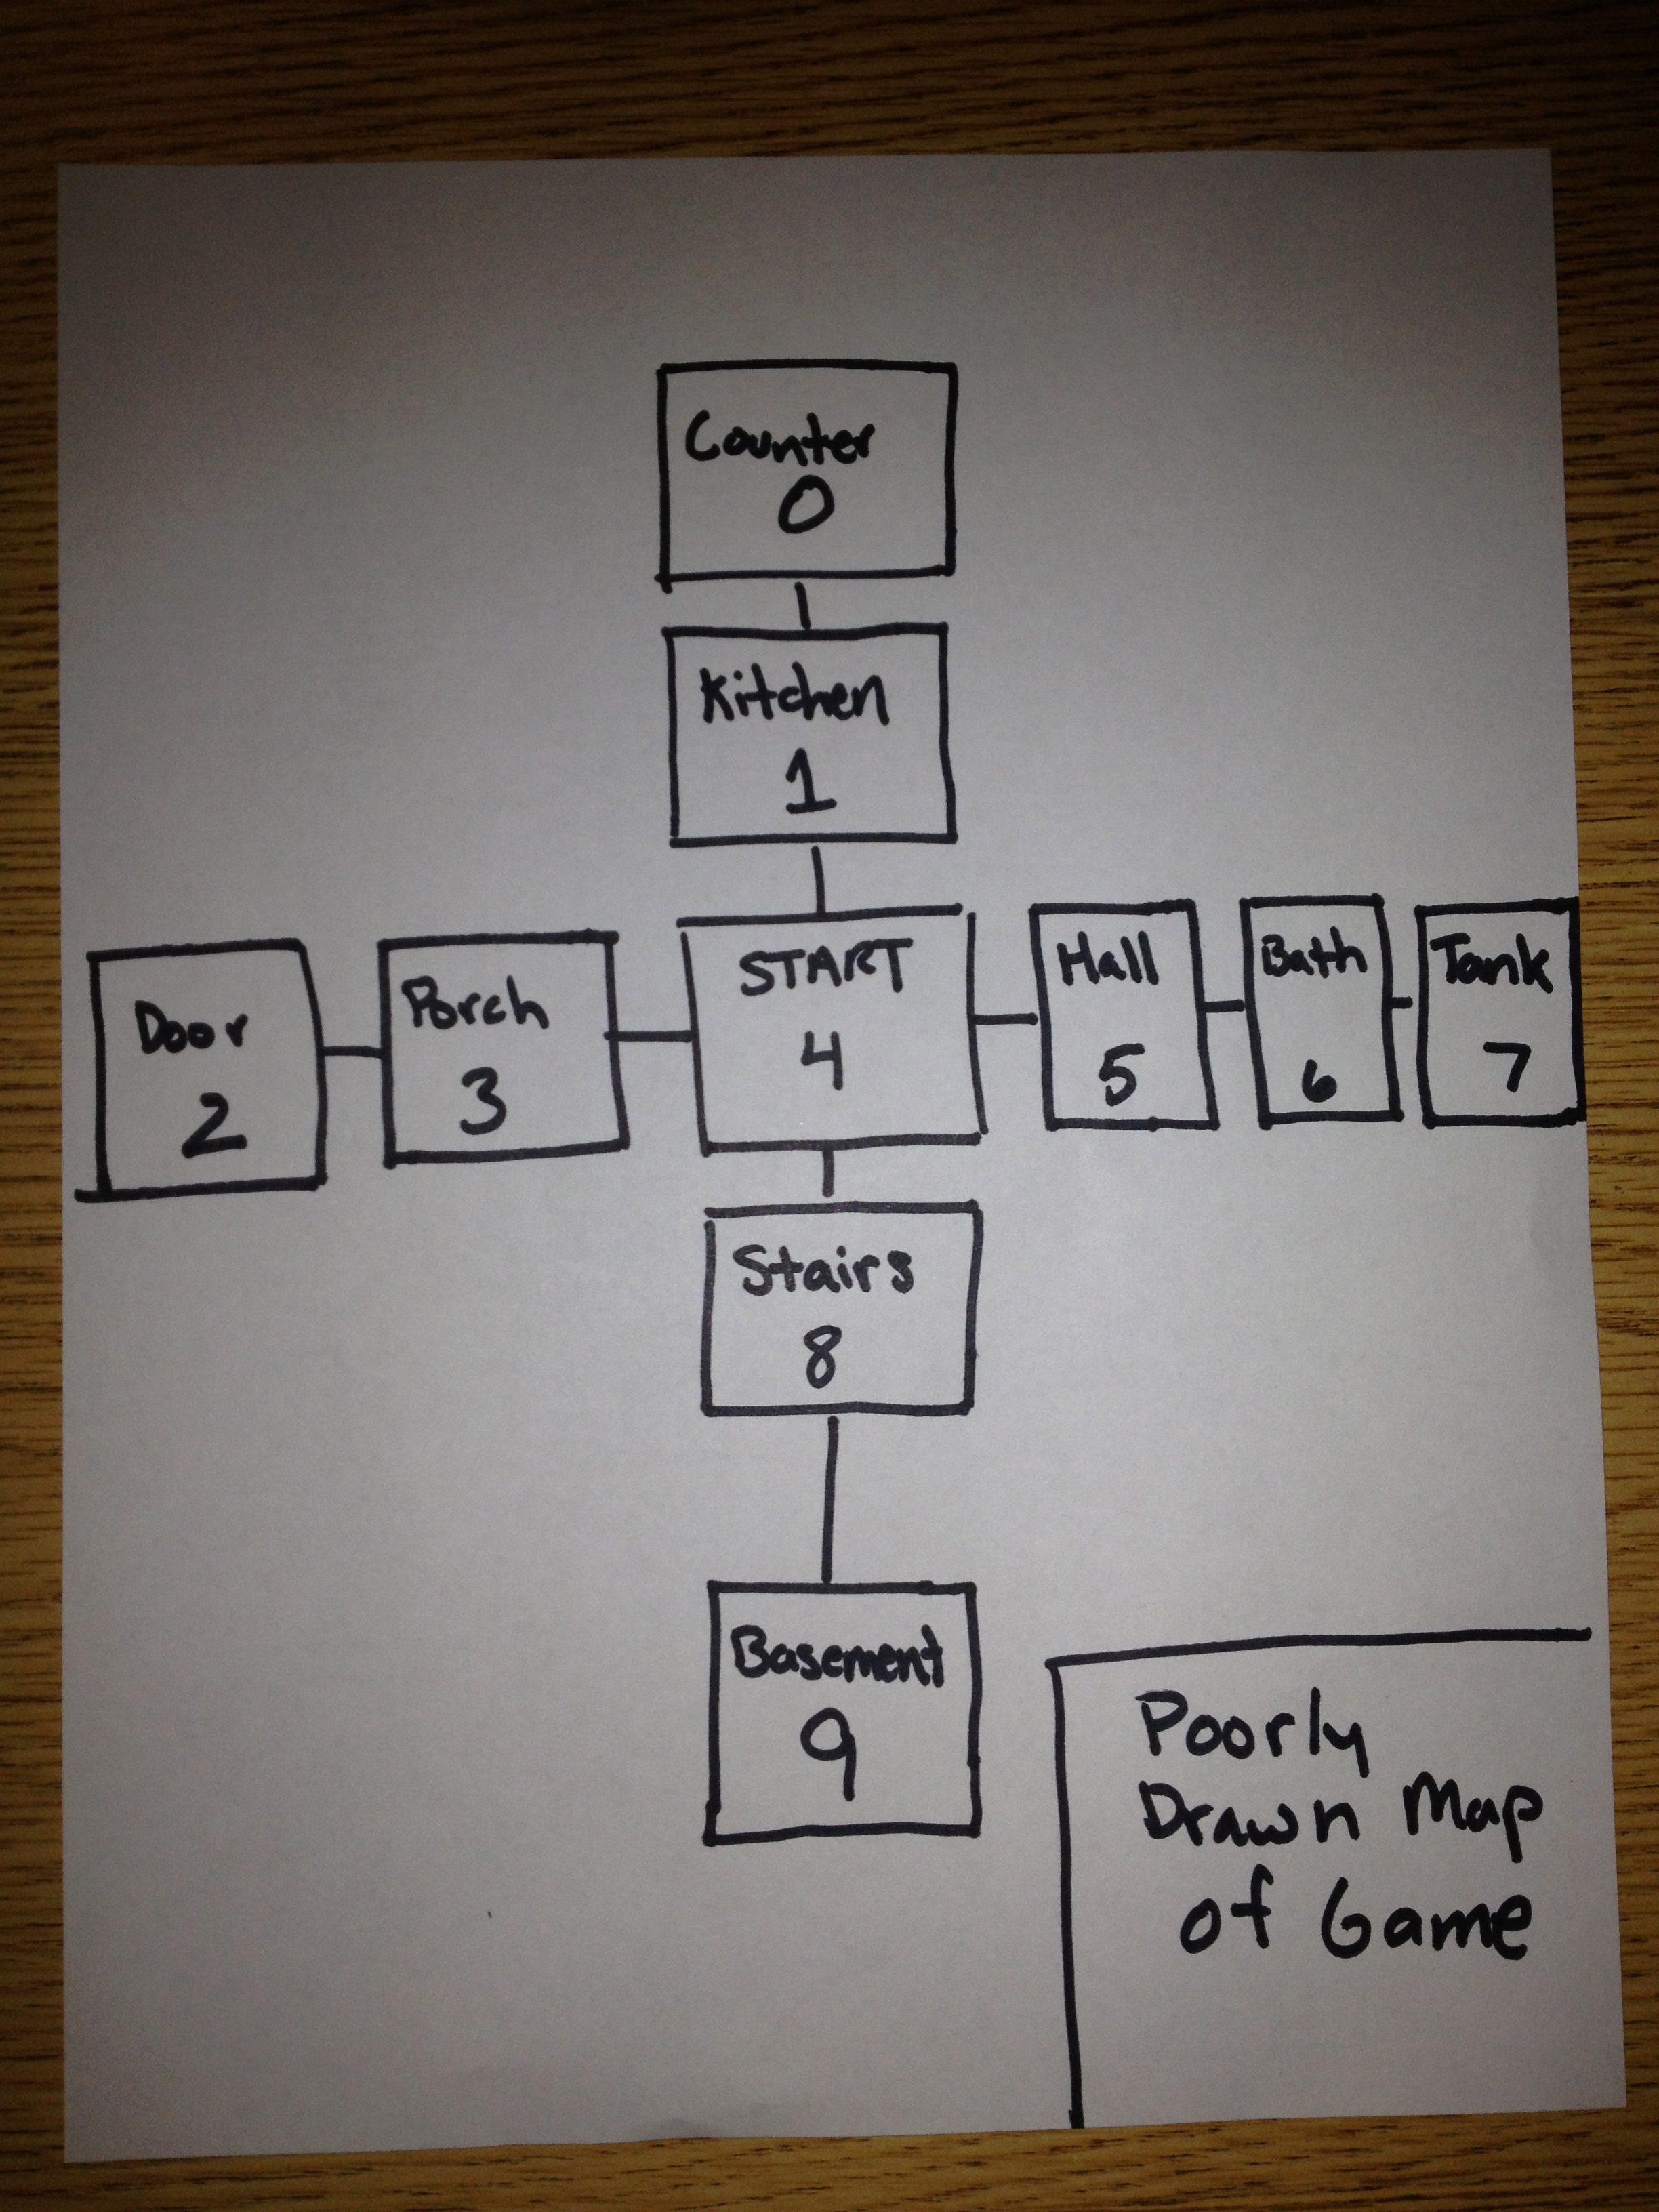 Counter
0
Kitchen
1
Door
2
Porch
3
START
4
Hall
5
Bath
6
Tank
7
Stairs
8
Basement
9
Poorly
Drawn Map
of Game